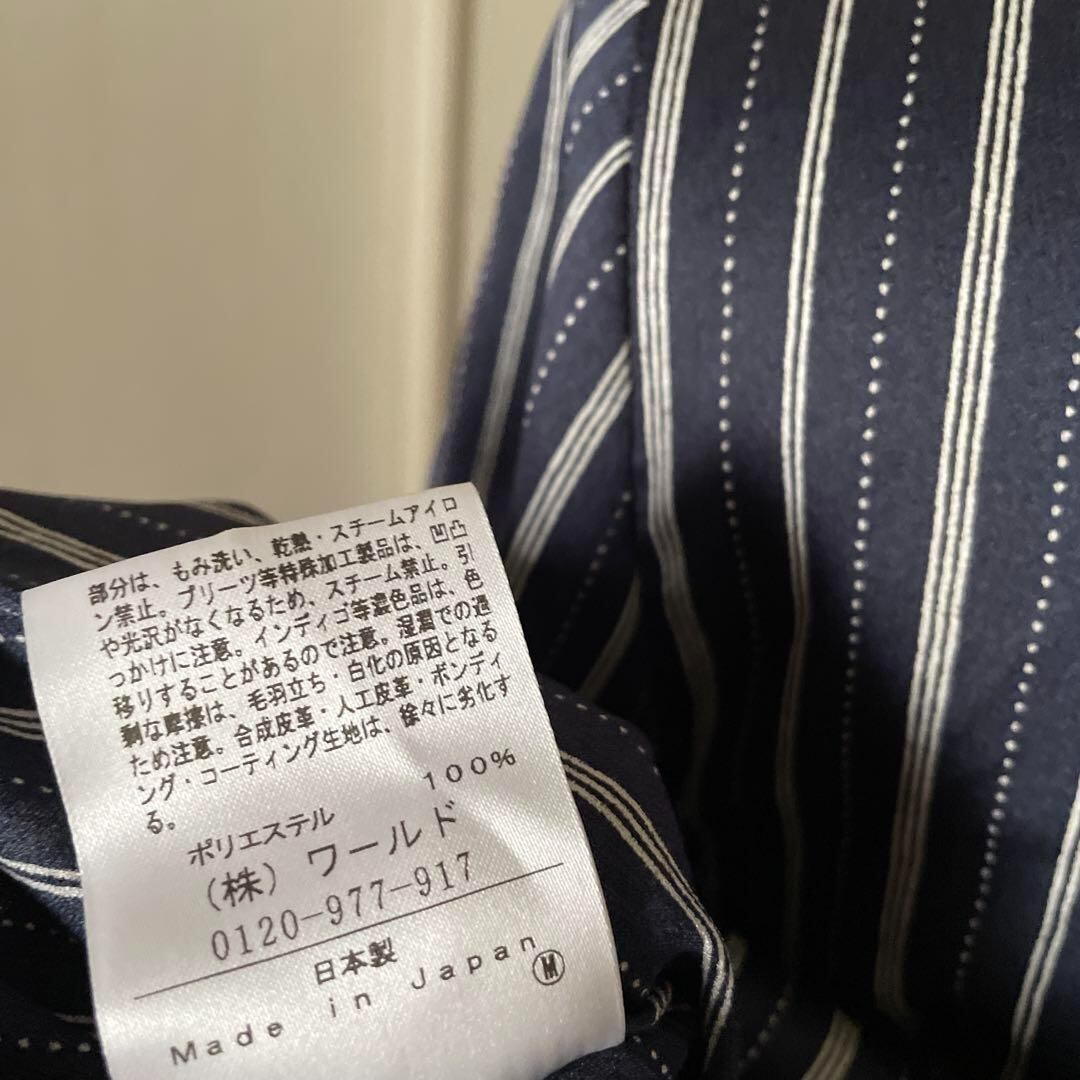 部分は、もみ洗い、乾熱・スチームアイロ
ン禁止。プリーツ等特殊加工製品は、凹凸
や光沢がなくなるため、スチーム禁止。引
っかけに注意。インディゴ等濃色品は、色
移りすることがあるので注意。湿潤での過
剰な摩擦は、毛羽立ち・白化の原因となる
ため注意。合成皮革・人工皮革・ボンディ
ング・コーティング生地は、徐々に劣化す
る。
ポリエステル 100%
(株) ワールド
0120-977-917
日本製
Made in Japan Ⓜ